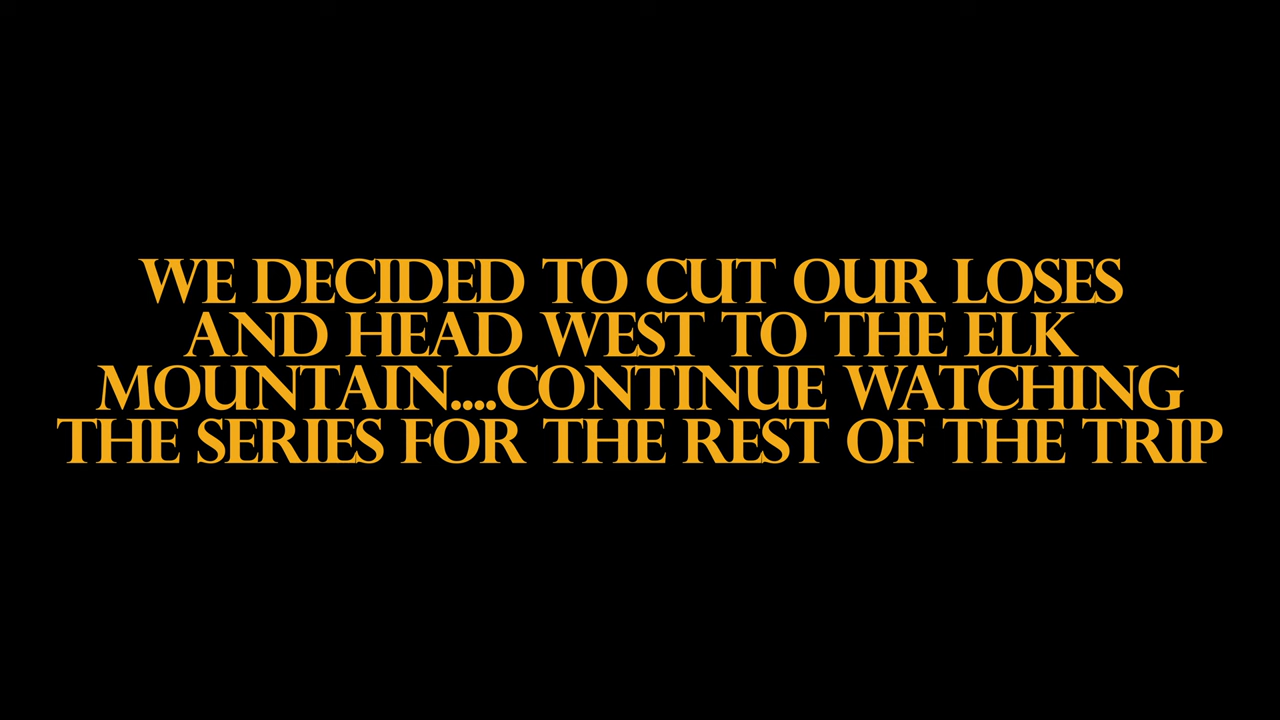 WE DECIDED TO CUT OUR LOSES
AND HEAD WEST TO THE ELK
MOUNTAIN....CONTINUE WATCHING
THE SERIES FOR THE REST OF THE TRIP